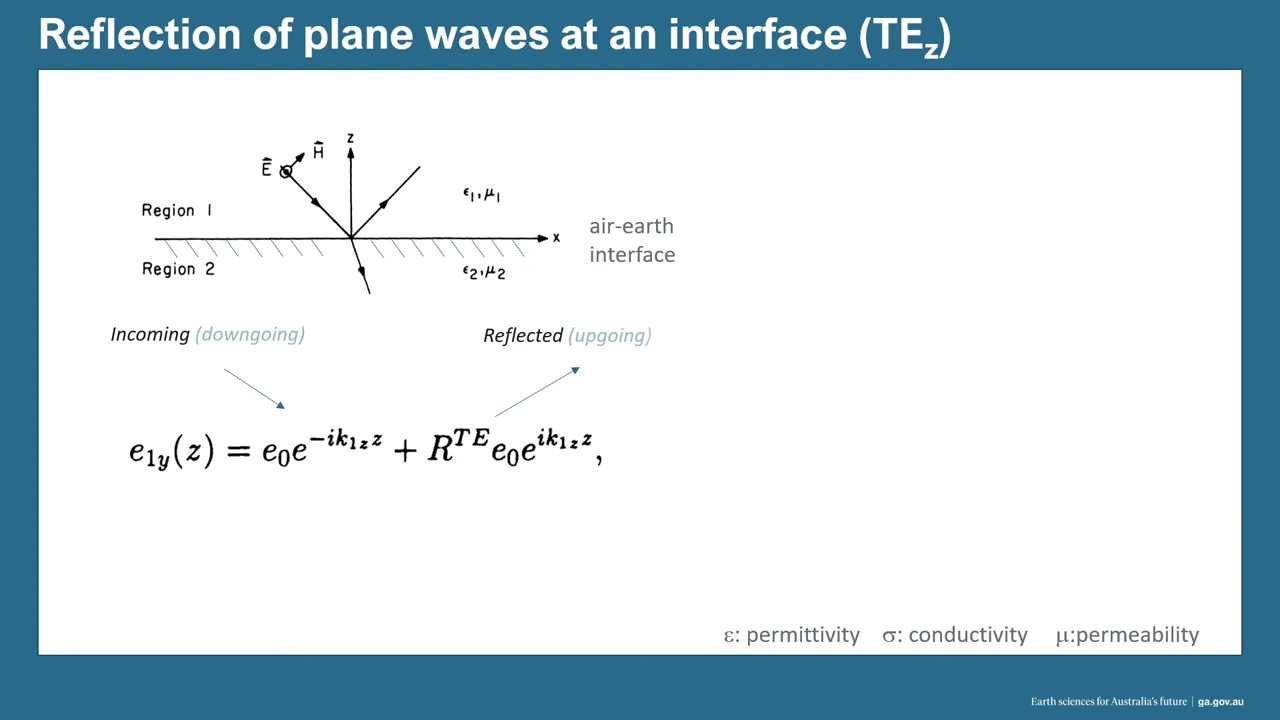 Reflection of plane waves at an interface (TE_z)
z
E⃗ H⃗
ϵ₁,μ₁
Region 1
x
air-earth
interface
Region 2
ϵ₂,μ₂
Incoming (downgoing)
Reflected (upgoing)
e_{1y}(z) = e_0 e^{-ik_{1z}z} + R^{TE} e_0 e^{ik_{1z}z},
ε: permittivity σ: conductivity μ:permeability
Earth sciences for Australia's future | ga.gov.au